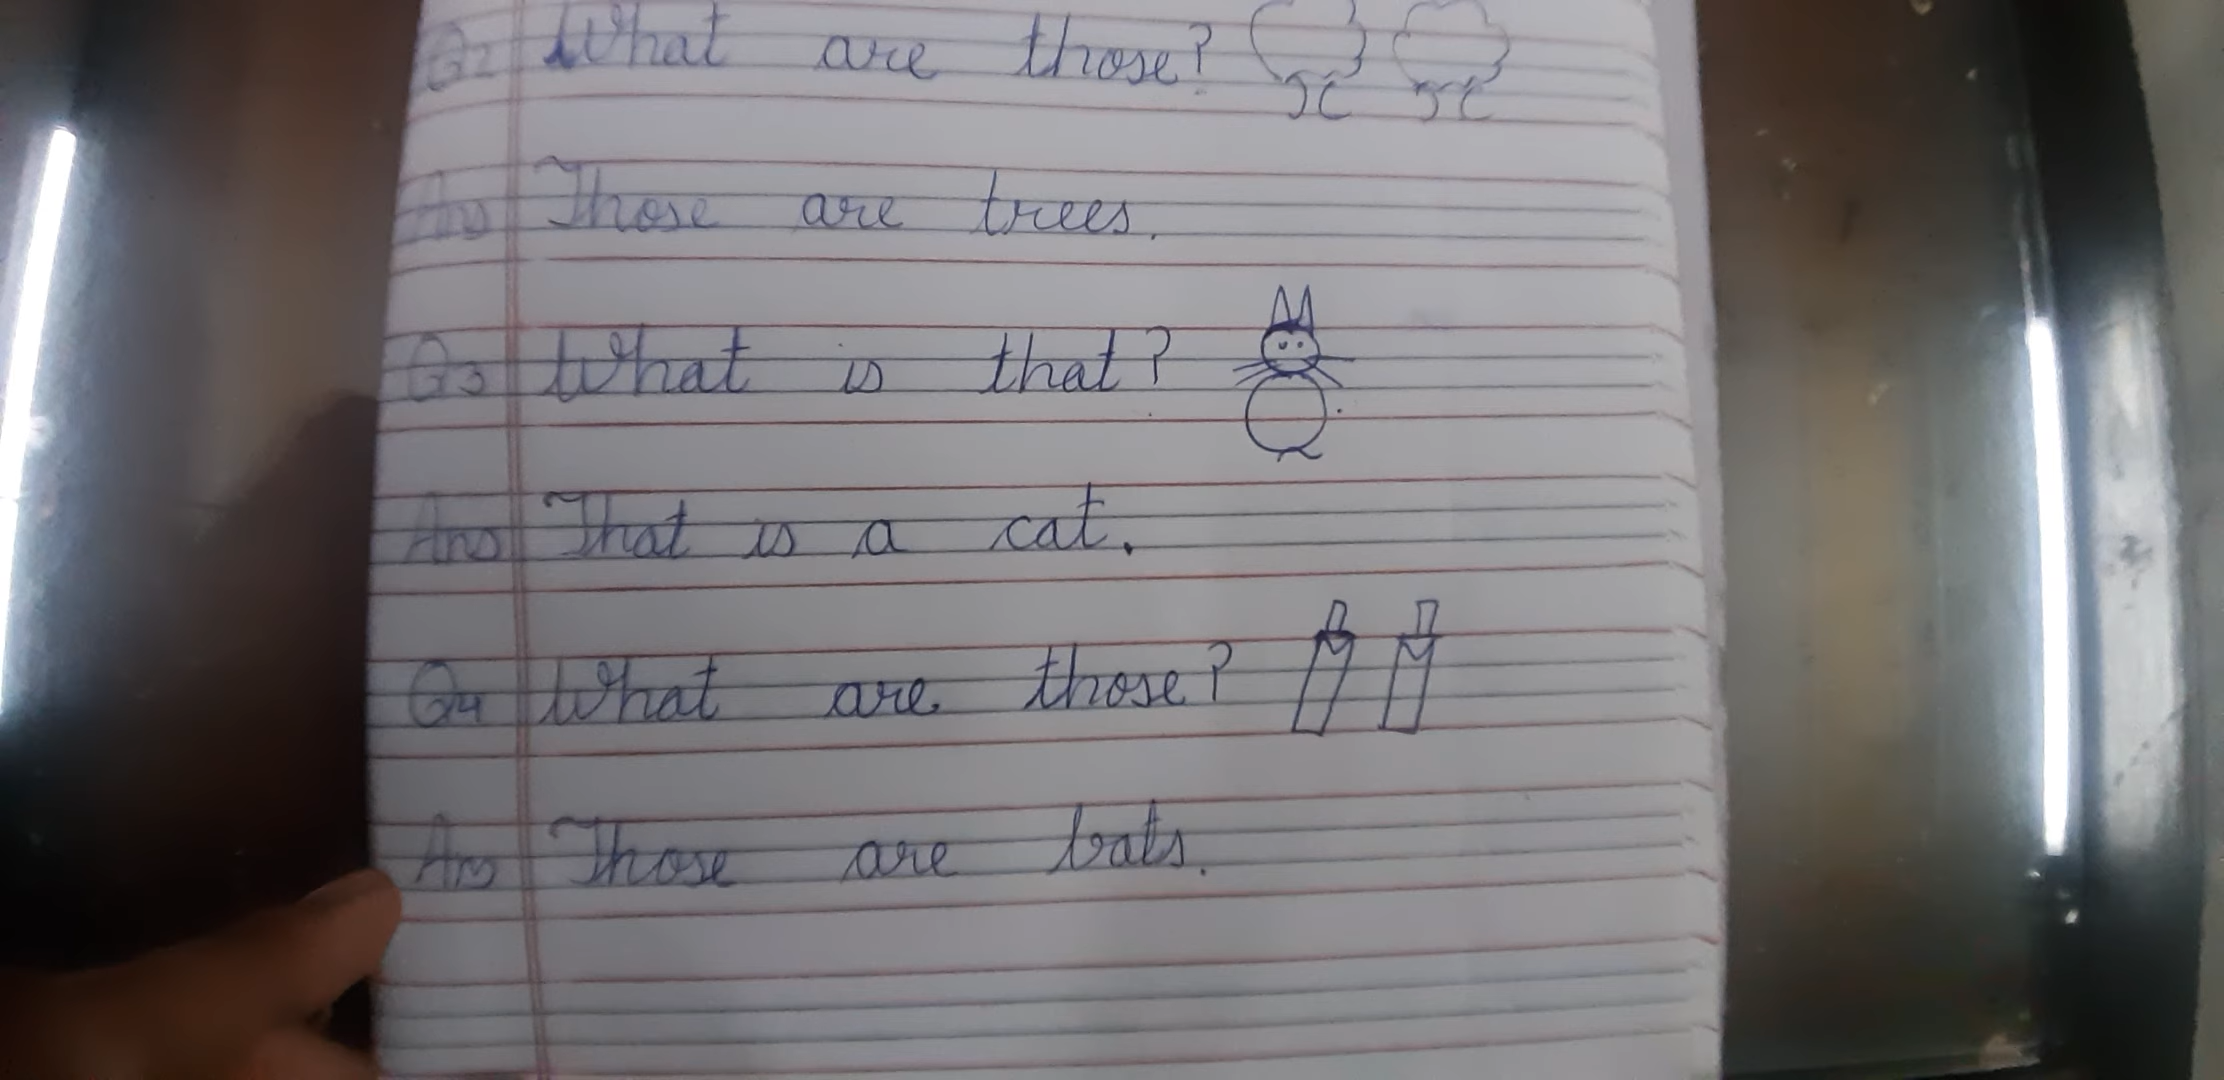 Q2 What are those?
Ans Those are trees.
Q3 What is that?
Ans That is a cat.
Q4 What are those?
Ans Those are bats.